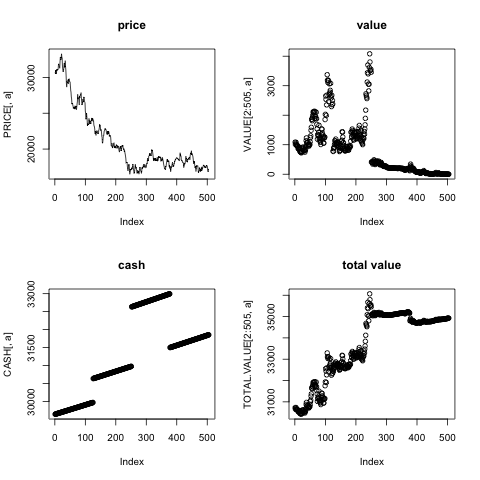 price
PRICE[, a]
20000
30000
0 100 200 300 400 500
Index
value
VALUE[2:505, a]
0
1000
3000
0 100 200 300 400 500
Index
cash
CASH[, a]
30000
31500
33000
0 100 200 300 400 500
Index
total value
TOTAL.VALUE[2:505, a]
31000
33000
35000
0 100 200 300 400 500
Index